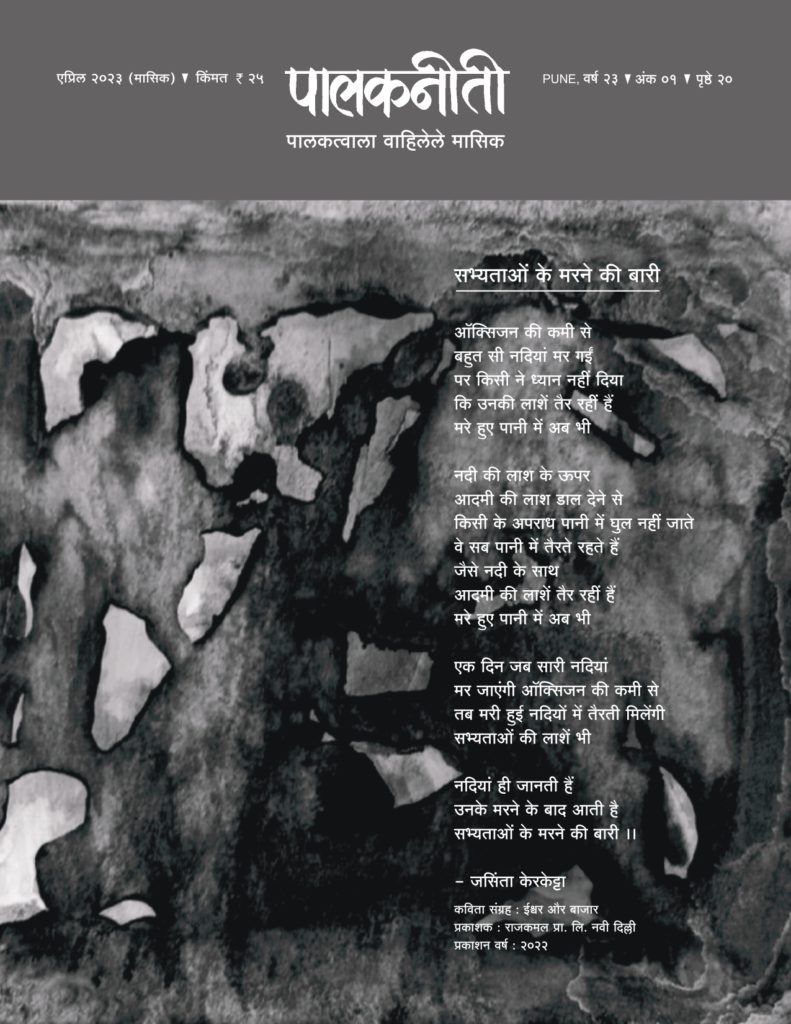 एप्रिल २०२३ (मासिक) ▼ किंमत ₹ २५
पालकनीती
PUNE, वर्ष २३ ▼ अंक ०१ ▼ पृष्ठे २०
पालकत्वाला वाहिलेले मासिक
सभ्यताओं के मरने की बारी
ऑक्सिजन की कमी से
बहुत सी नदियां मर गईं
पर किसी ने ध्यान नहीं दिया
कि उनकी लाशें तैर रहीं हैं
मरे हुए पानी में अब भी
नदी की लाश के ऊपर
आदमी की लाश डाल देने से
किसी के अपराध पानी में घुल नहीं जाते
वे सब पानी में तैरते रहते हैं
जैसे नदी के साथ
आदमी की लाशें तैर रहीं हैं
मरे हुए पानी में अब भी
एक दिन जब सारी नदियां
मर जाएंगी ऑक्सिजन की कमी से
तब मरी हुई नदियों में तैरती मिलेंगी
सभ्यताओं की लाशें भी
नदियां ही जानती हैं
उनके मरने के बाद आती है
सभ्यताओं के मरने की बारी ।।
– जसिंता केरकेट्टा
कविता संग्रह : ईश्वर और बाजार
प्रकाशक : राजकमल प्रा. लि. नवी दिल्ली
प्रकाशन वर्ष : २०२२